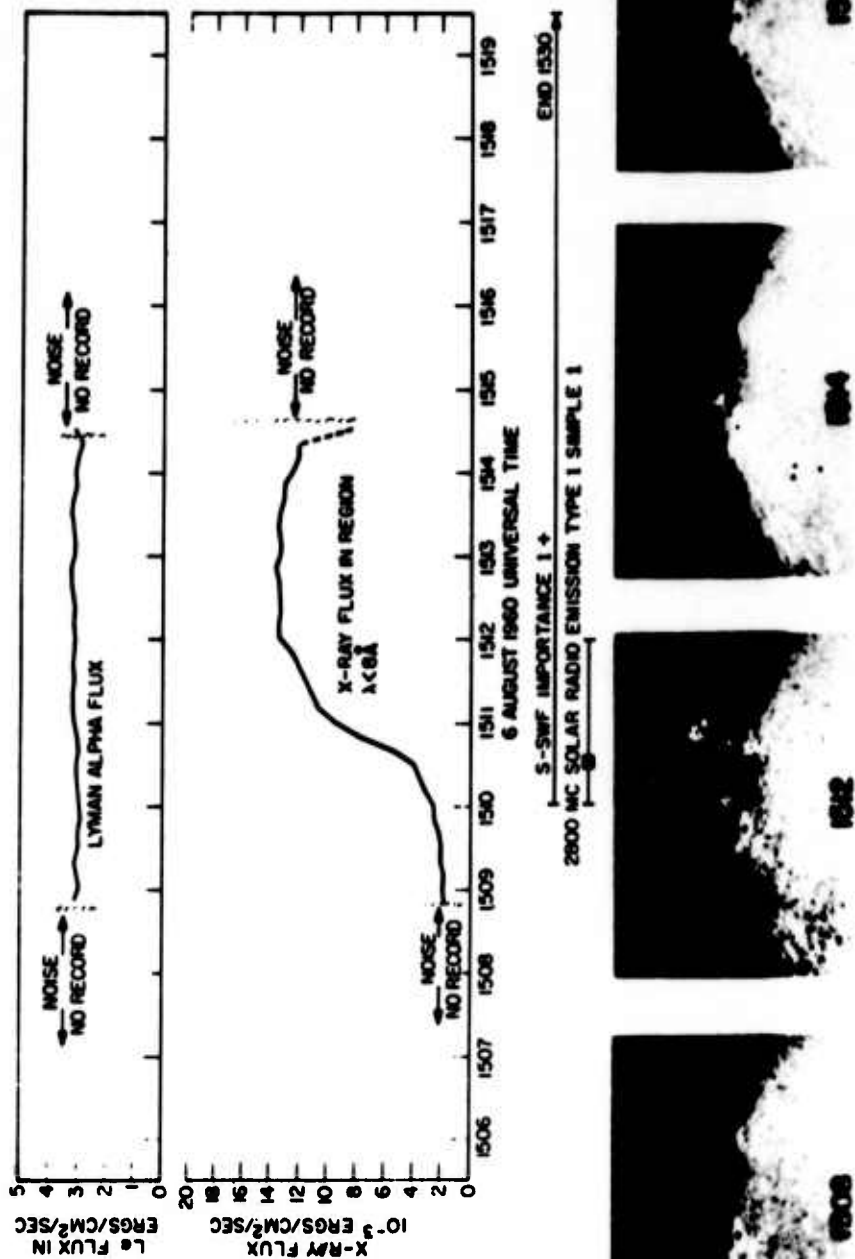 Lα FLUX IN
ERGS/CM²/SEC
5
4
3
2
1
0
NOISE
NO RECORD
LYMAN ALPHA FLUX
NOISE
NO RECORD
X-RAY FLUX
10⁻³ ERGS/CM²/SEC
20
18
16
14
12
10
8
6
4
2
0
NOISE
NO RECORD
X-RAY FLUX IN REGION
λ<8Å
NOISE
NO RECORD
1506 1507 1508 1509 1510 1511 1512 1513 1514 1515 1516 1517 1518 1519
6 AUGUST 1960 UNIVERSAL TIME
S-SWF IMPORTANCE 1+
END 1530
2800 MC SOLAR RADIO EMISSION TYPE 1 SIMPLE 1
1508 1512 1514